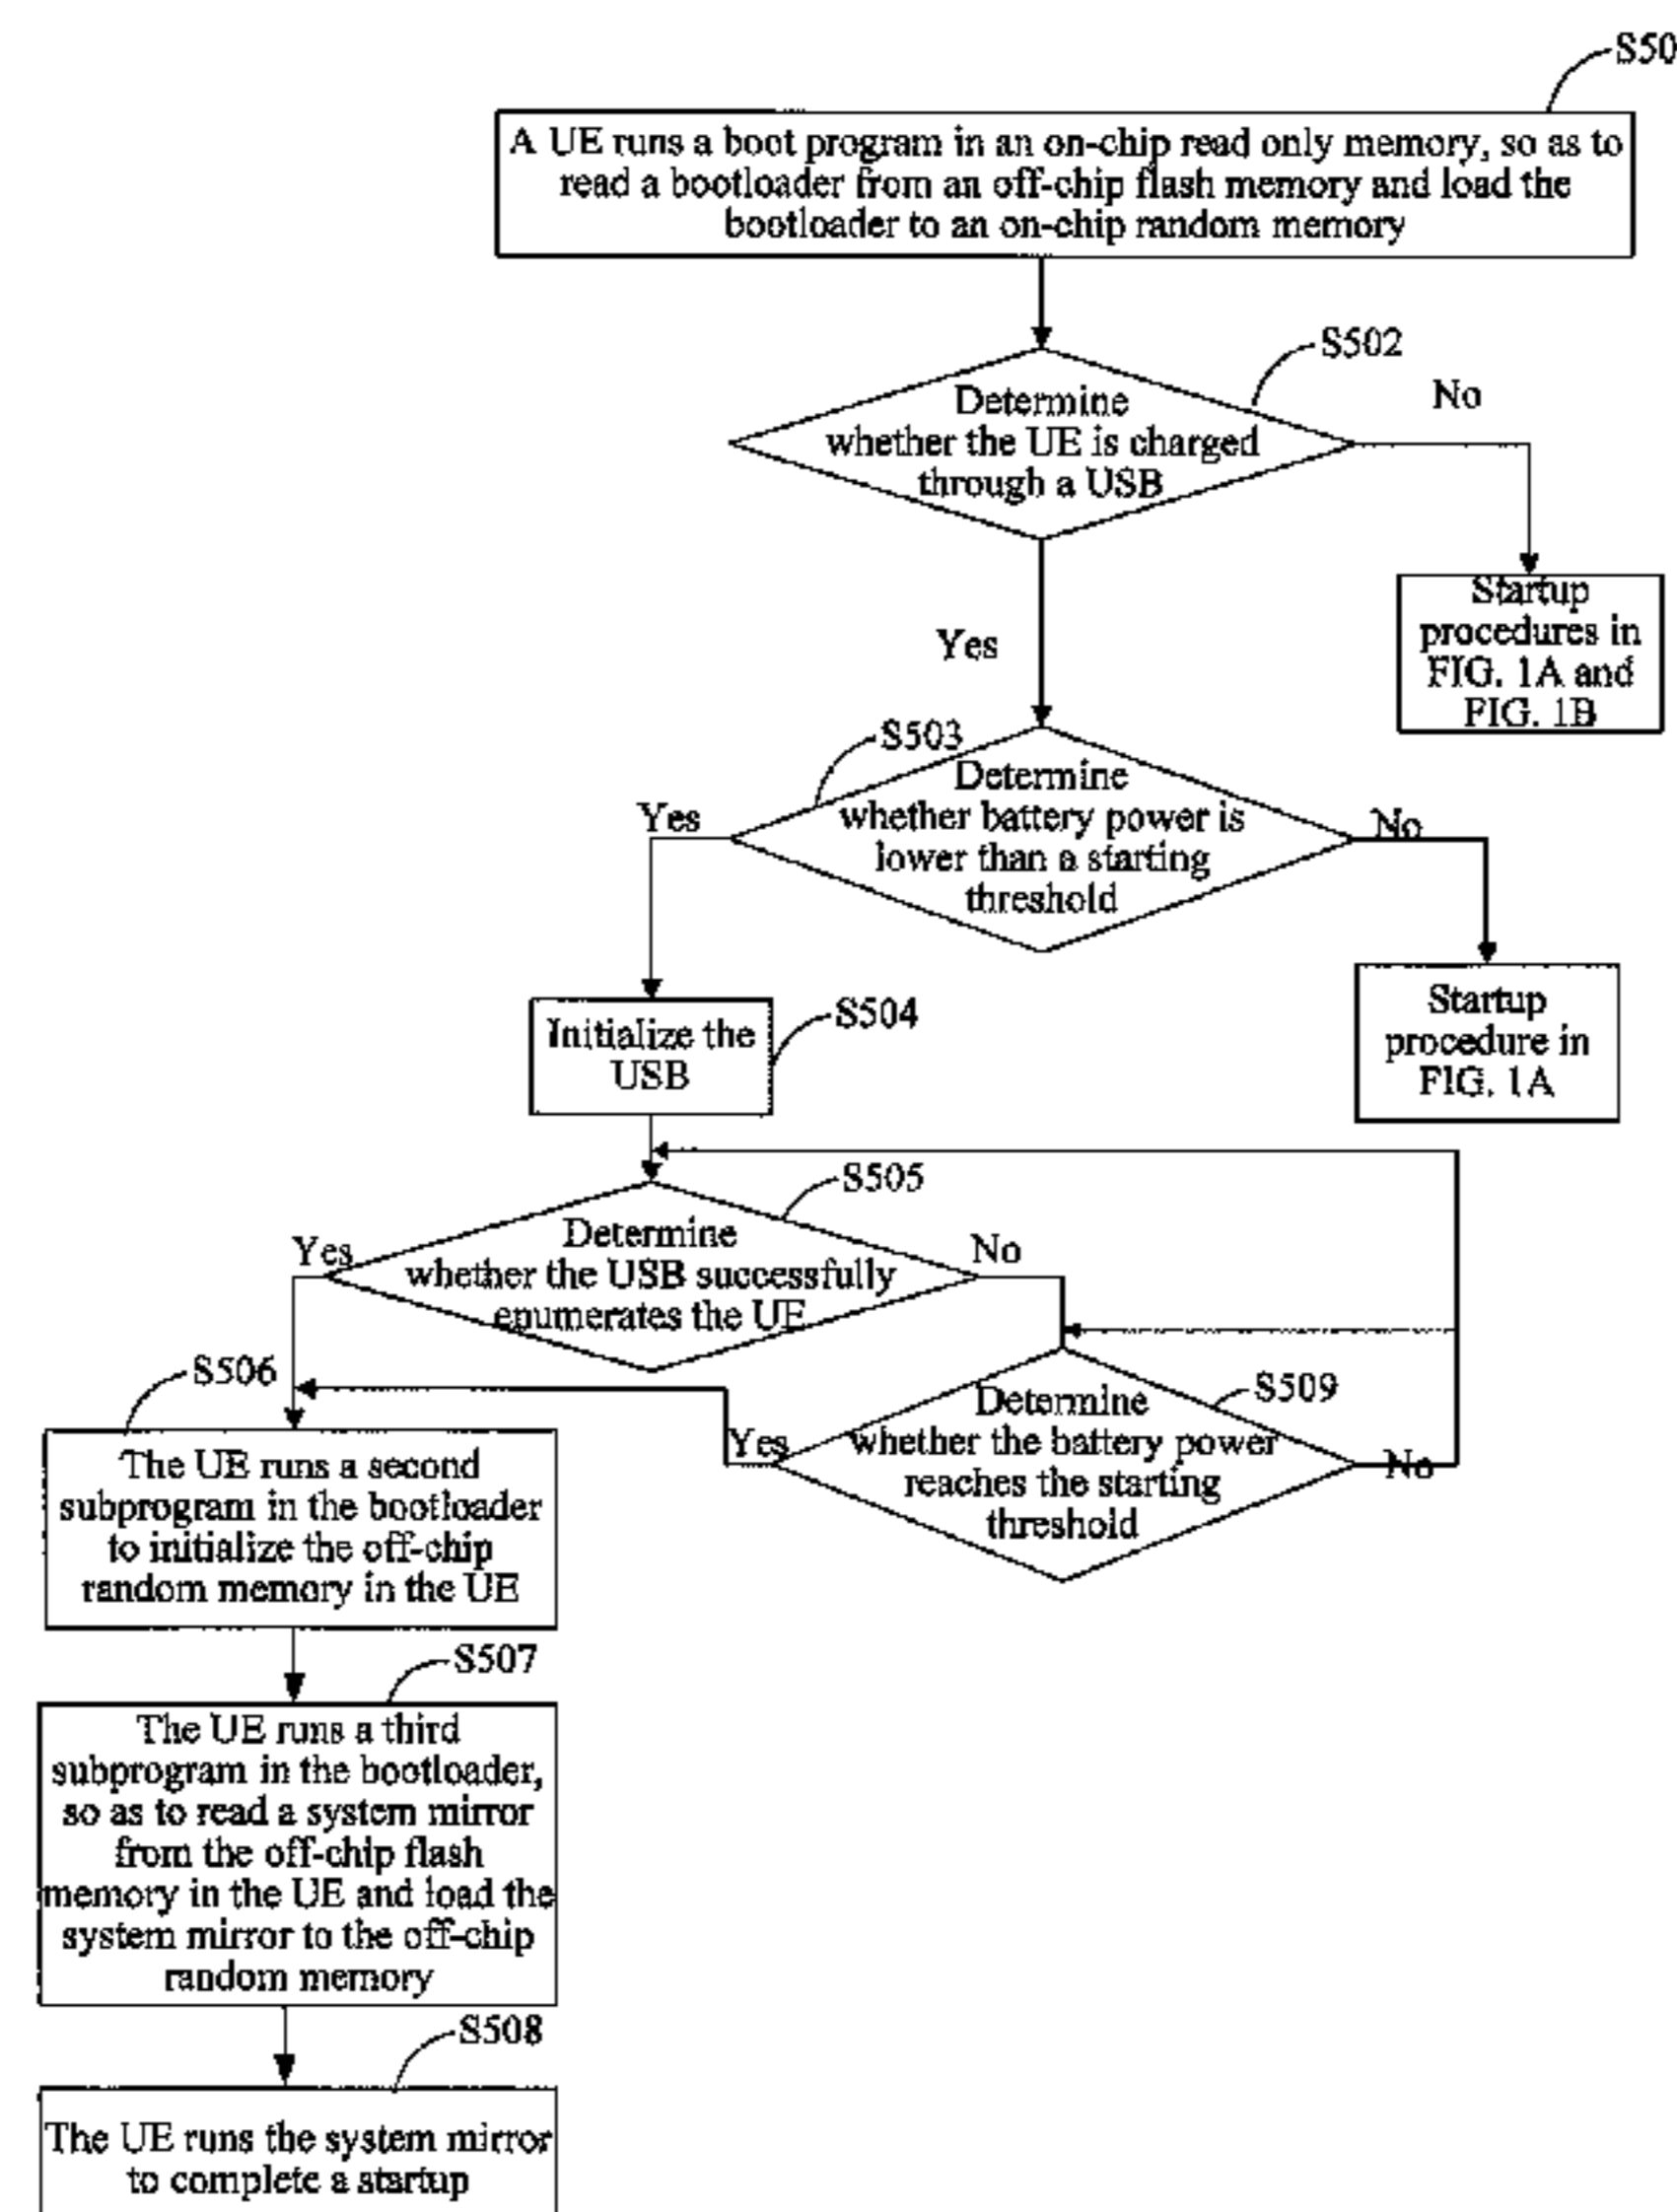 S50
A UE runs a boot program in an on-chip read only memory, so as to
read a bootloader from an off-chip flash memory and load the
bootloader to an on-chip random memory
S502
Determine
whether the UE is charged
through a USB
No
Startup
procedures in
FIG. 1A and
FIG. 1B
Yes
S503
Determine
whether battery power is
lower than a starting
threshold
Yes
No
Startup
procedure in
FIG. 1A
Initialize the
USB
S504
S505
Determine
whether the USB successfully
enumerates the UE
Yes
No
S509
Determine
whether the battery power
reaches the starting
threshold
Yes
No
S506
The UE runs a second
subprogram in the bootloader
to initialize the off-chip
random memory in the UE
S507
The UE runs a third
subprogram in the bootloader,
so as to read a system mirror
from the off-chip flash
memory in the UE and load the
system mirror to the off-chip
random memory
S508
The UE runs the system mirror
to complete a startup